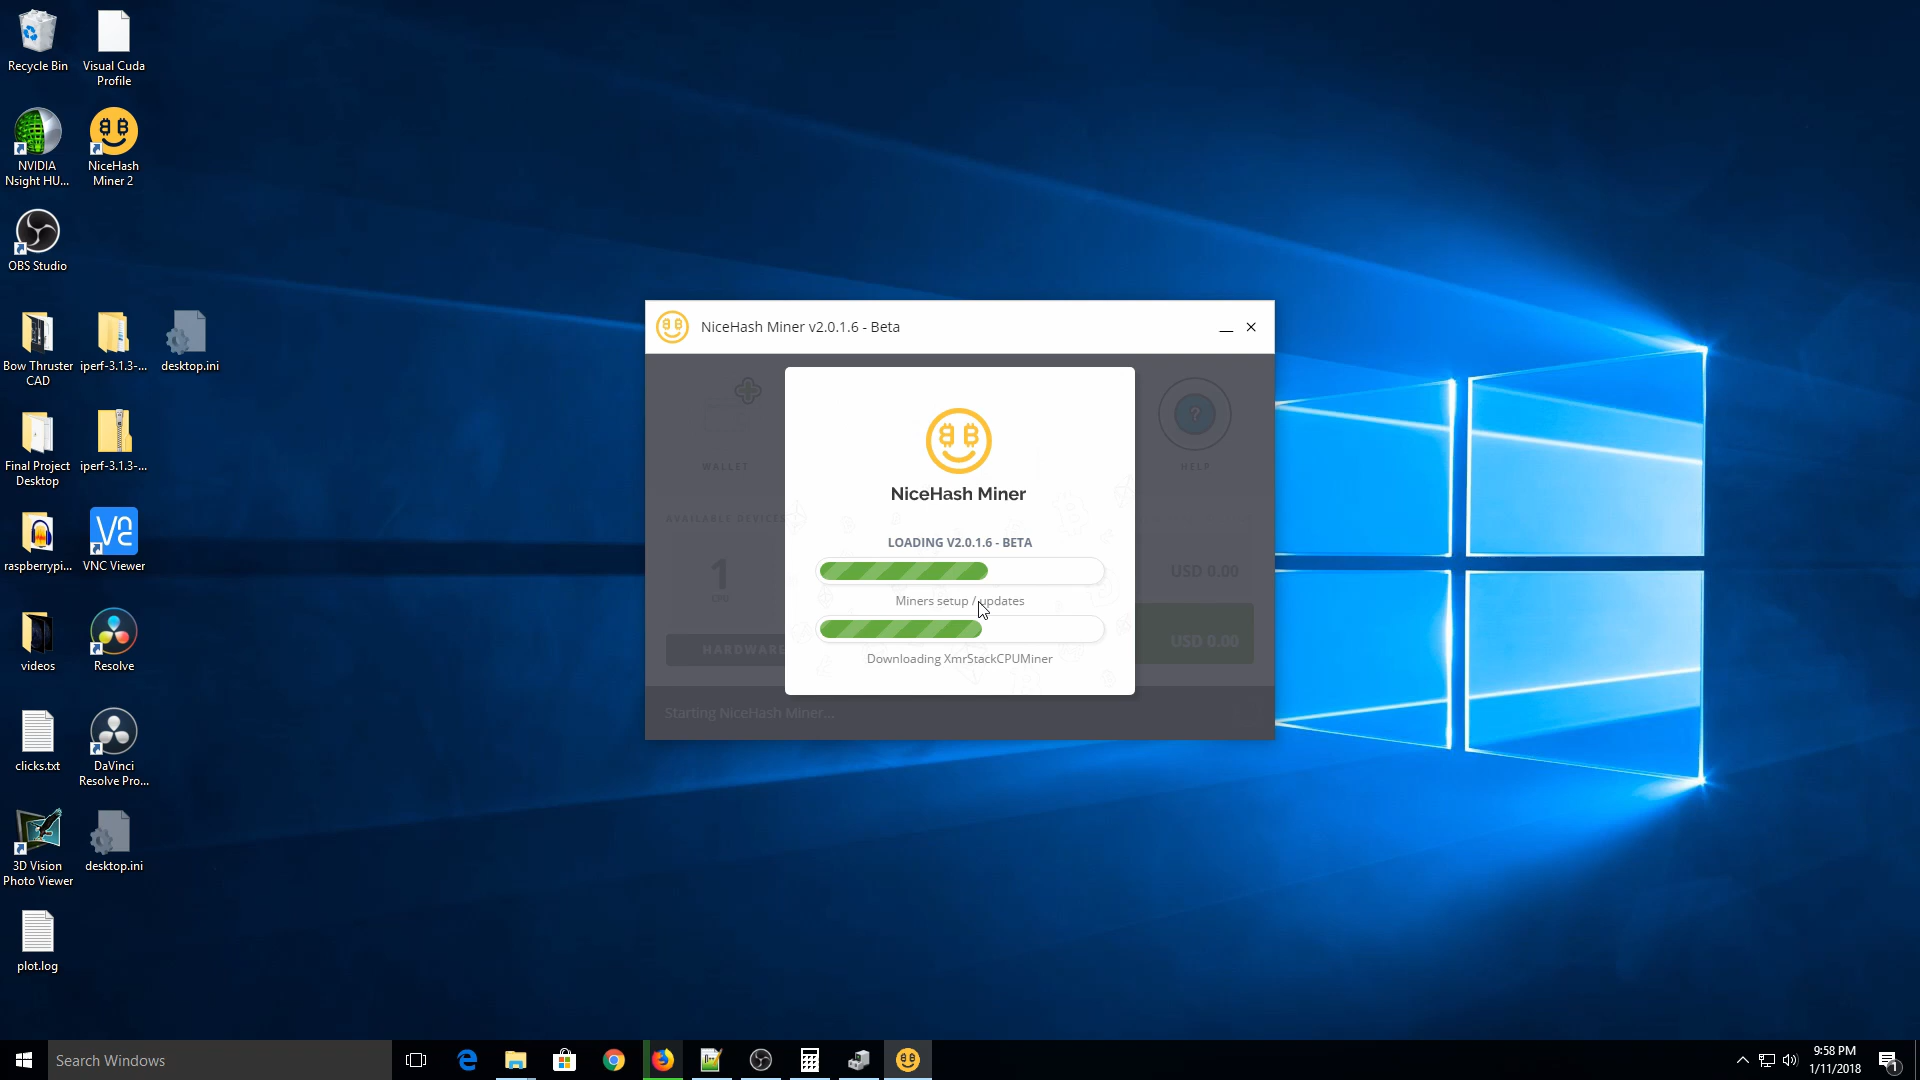 Recycle Bin
Visual Cuda
Profile
NVIDIA
Nsight HU...
NiceHash
Miner 2
OBS Studio
Bow Thruster
CAD
iperf-3.1.3-...
desktop.ini
Final Project
Desktop
iperf-3.1.3-...
raspberrypi...
VNC Viewer
videos
Resolve
clicks.txt
DaVinci
Resolve Pro...
3D Vision
Photo Viewer
desktop.ini
plot.log
NiceHash Miner v2.0.1.6 - Beta
WALLET
HELP
AVAILABLE DEVICES
1
HARDWARE
USD 0.00
USD 0.00
NiceHash Miner
LOADING V2.0.1.6 - BETA
Miners setup / updates
Downloading XmrStackCPUMiner
Starting NiceHash Miner...
Search Windows
9:58 PM
1/11/2018
1